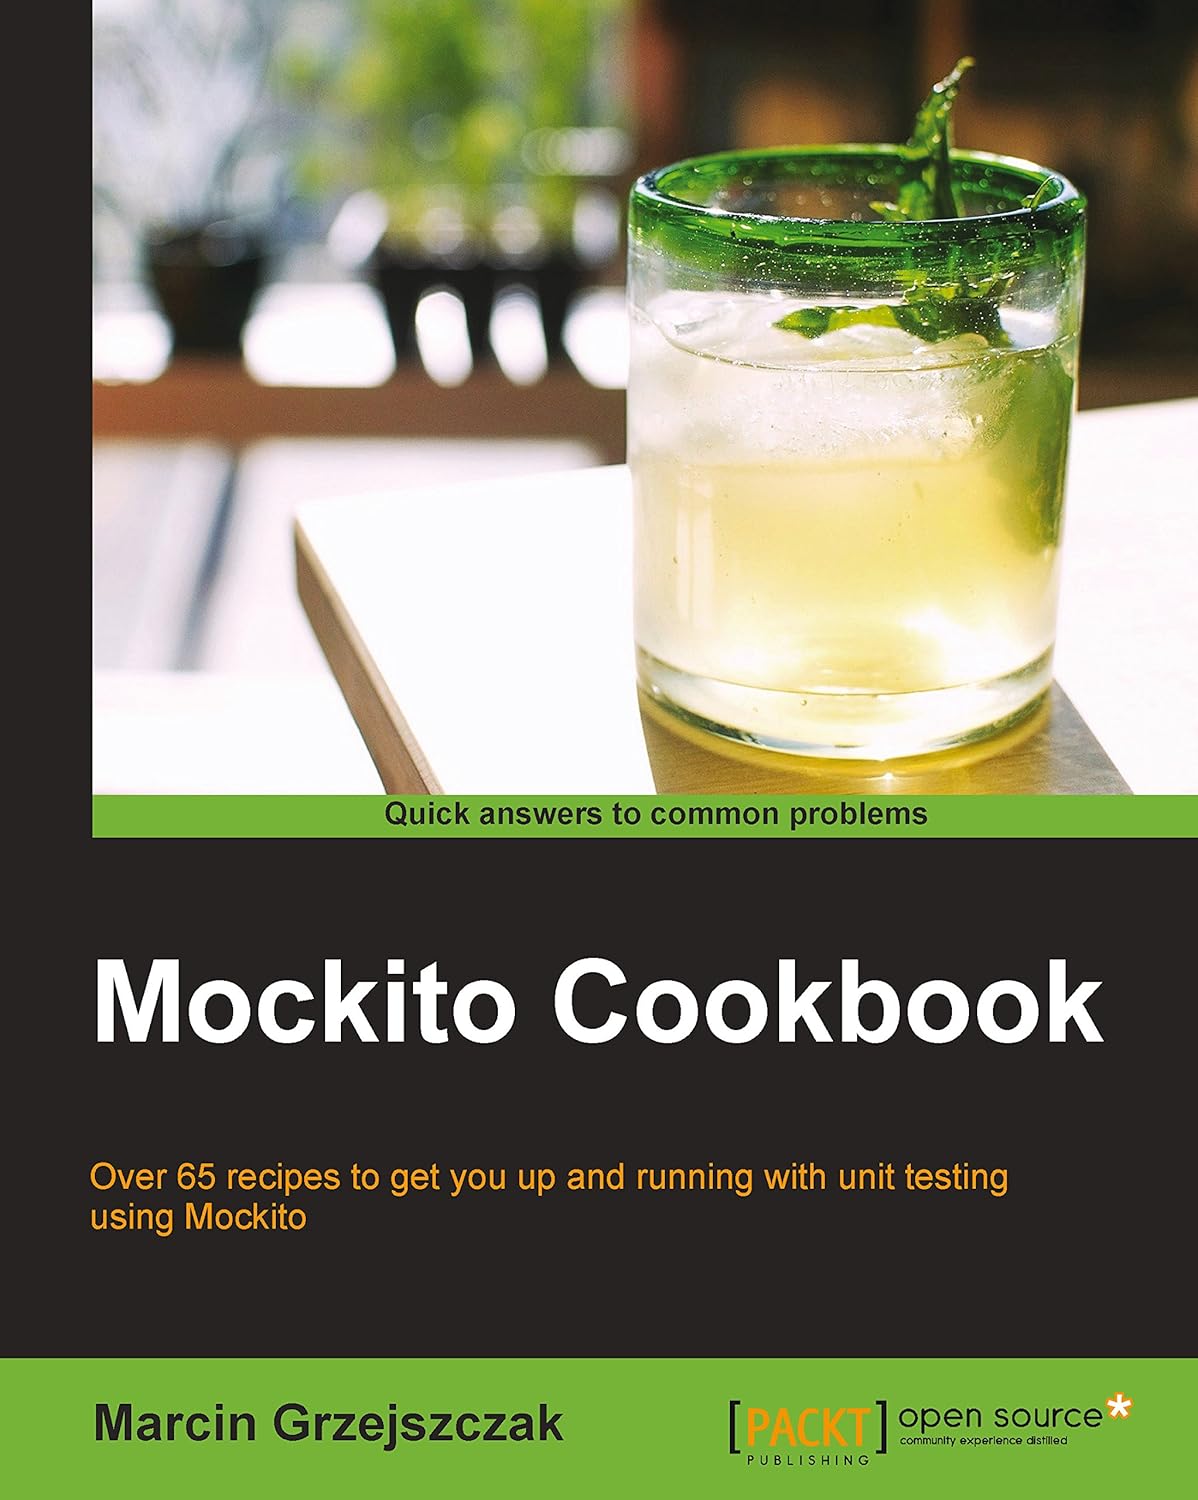 Quick answers to common problems
Mockito Cookbook
Over 65 recipes to get you up and running with unit testing
using Mockito
Marcin Grzejszczak
[PACKT] open source*
PUBLISHING community experience distilled